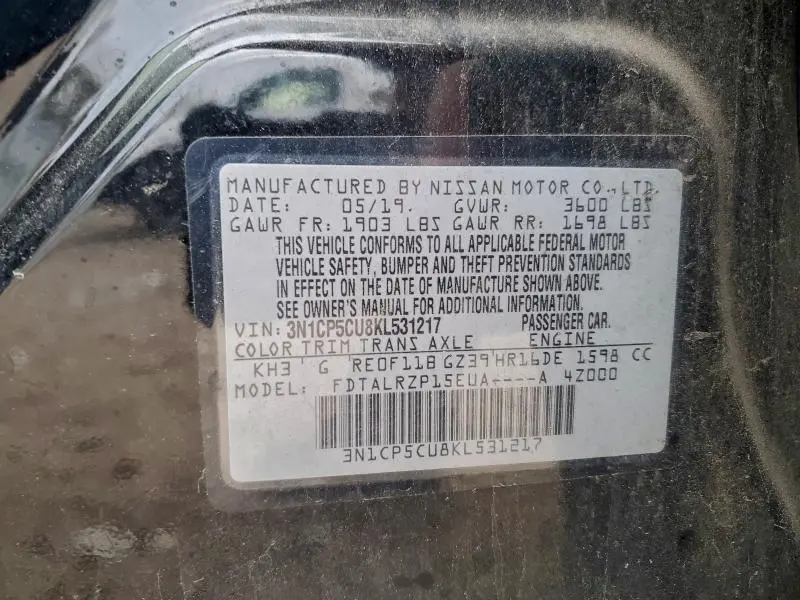 MANUFACTURED BY NISSAN MOTOR CO., LTD.
DATE: 05/19. GVWR: 3600 LBS
GAWR FR: 1903 LBS GAWR RR: 1698 LBS
THIS VEHICLE CONFORMS TO ALL APPLICABLE FEDERAL MOTOR
VEHICLE SAFETY, BUMPER AND THEFT PREVENTION STANDARDS
IN EFFECT ON THE DATE OF MANUFACTURE SHOWN ABOVE.
SEE OWNER'S MANUAL FOR ADDITIONAL INFORMATION.
VIN: 3N1CP5CU8KL531217 PASSENGER CAR.
COLOR TRIM TRANS AXLE ENGINE
KH3 G RE0F11B GZ39 HR16DE 1598 CC
MODEL: FDTALRZP15EUA----A 4Z000
3N1CP5CU8KL531217